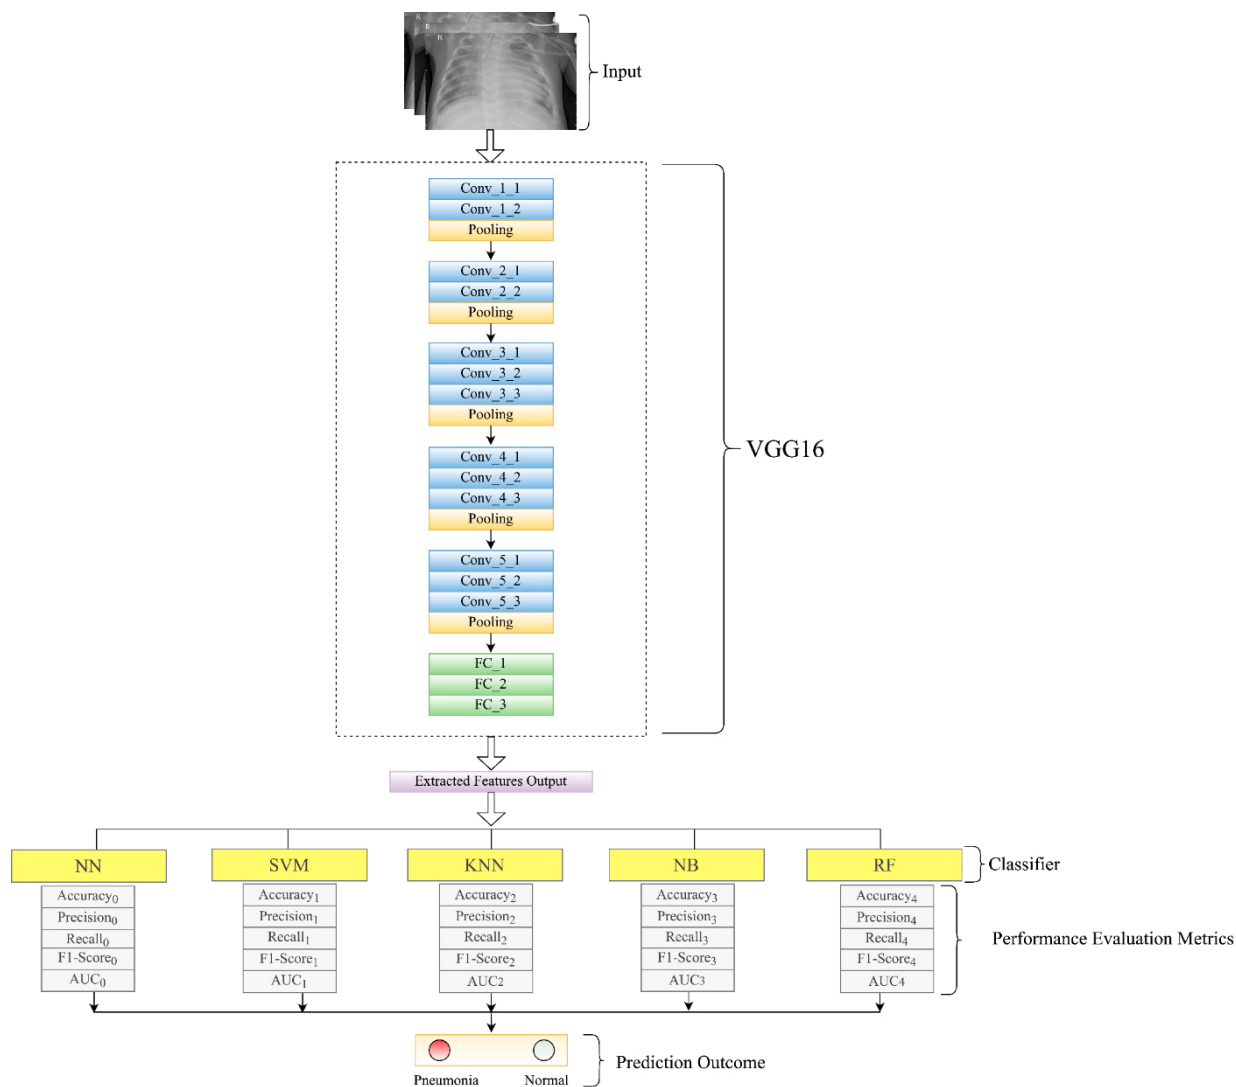 R
R
R
Input
Conv_1_1
Conv_1_2
Pooling
Conv_2_1
Conv_2_2
Pooling
Conv_3_1
Conv_3_2
Conv_3_3
Pooling
Conv_4_1
Conv_4_2
Conv_4_3
Pooling
Conv_5_1
Conv_5_2
Conv_5_3
Pooling
FC_1
FC_2
FC_3
VGG16
Extracted Features Output
NN
SVM
KNN
NB
RF
Classifier
Accuracy0
Precision0
Recall0
F1-Score0
AUC0
Accuracy1
Precision1
Recall1
F1-Score1
AUC1
Accuracy2
Precision2
Recall2
F1-Score2
AUC2
Accuracy3
Precision3
Recall3
F1-Score3
AUC3
Accuracy4
Precision4
Recall4
F1-Score4
AUC4
Performance Evaluation Metrics
Pneumonia
Normal
Prediction Outcome